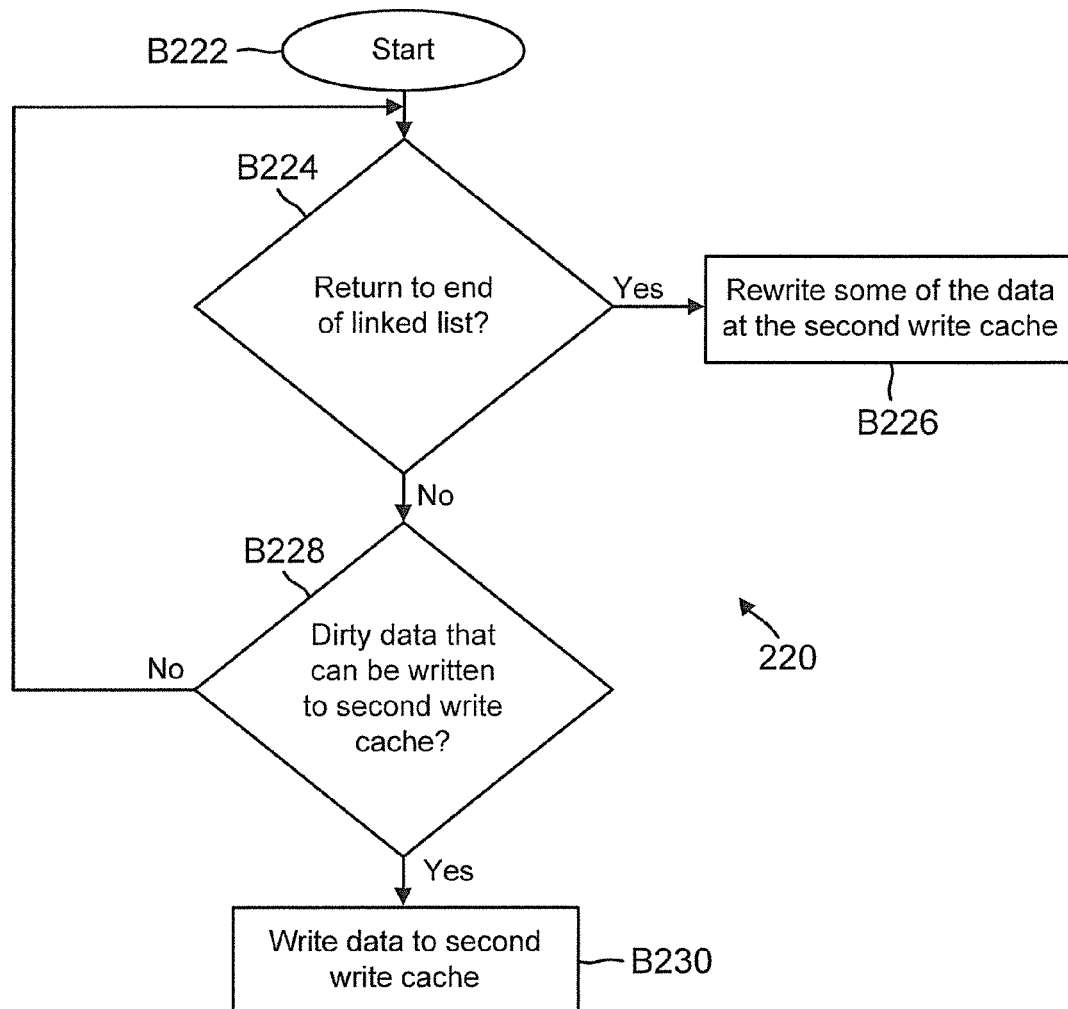 B222
Start
B224
Return to end
of linked list?
Yes
Rewrite some of the data
at the second write cache
B226
No
B228
Dirty data that
can be written
to second write
cache?
No
220
Yes
Write data to second
write cache
B230